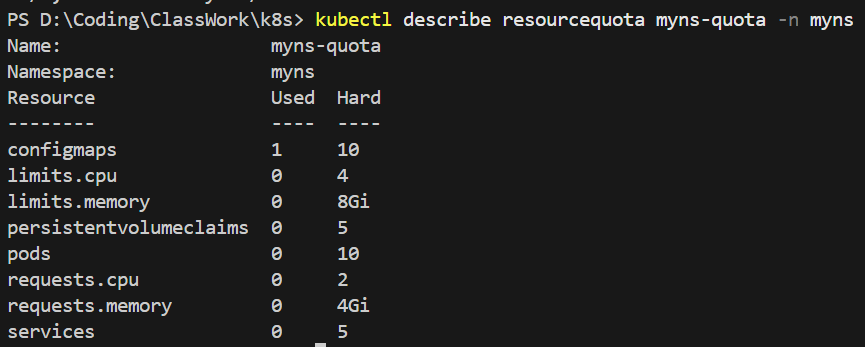 PS D:\Coding\ClassWork\k8s> kubectl describe resourcequota myns-quota -n myns
Name:                   myns-quota
Namespace:              myns
Resource                Used  Hard
--------                ----  ----
configmaps              1     10
limits.cpu              0     4
limits.memory           0     8Gi
persistentvolumeclaims  0     5
pods                    0     10
requests.cpu            0     2
requests.memory         0     4Gi
services                0     5